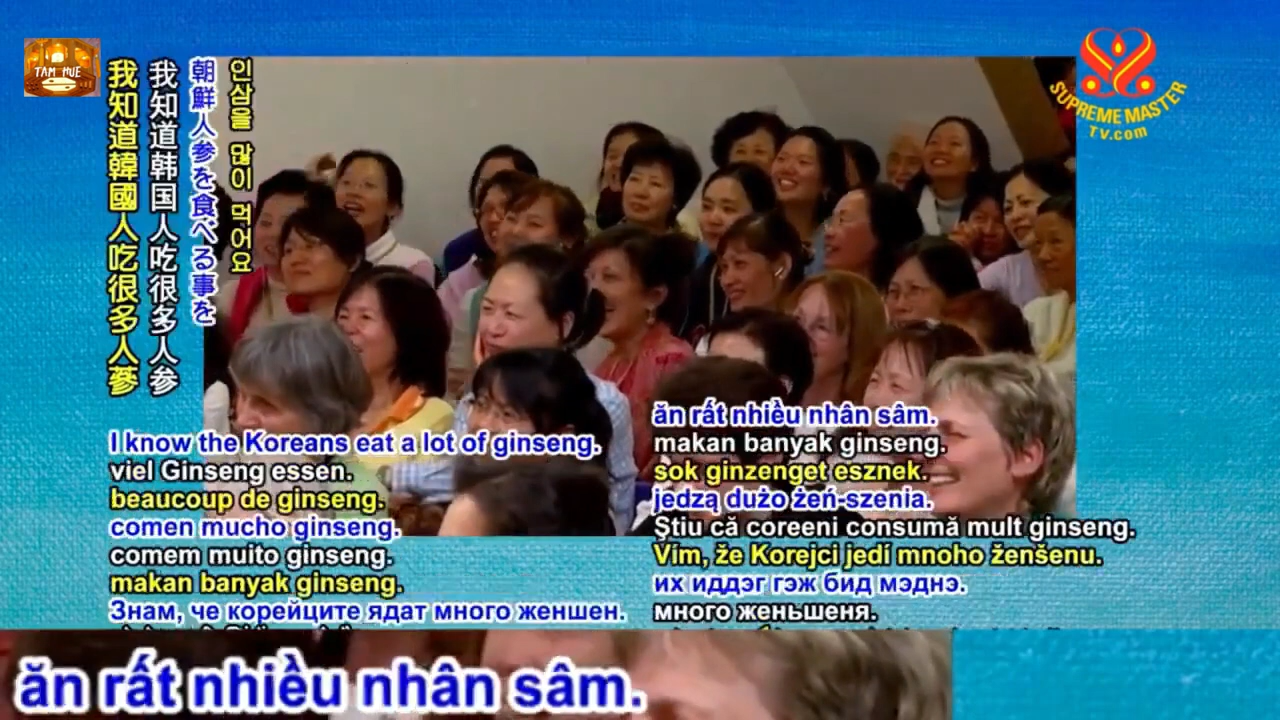 TAM HUE
SUPREME MASTER
TV.com
我知道韓國人吃很多人蔘
我知道韩国人吃很多人参
朝鮮人参を食べる事を
인삼을 많이 먹어요
I know the Koreans eat a lot of ginseng.
viel Ginseng essen.
beaucoup de ginseng.
comen mucho ginseng.
comem muito ginseng.
makan banyak ginseng.
Знам, че корейците ядат много женшен.
ăn rất nhiều nhân sâm.
makan banyak ginseng.
sok ginzenget esznek.
jedzą dużo żeń-szenia.
Ştiu că coreeni consumă mult ginseng.
Vím, že Korejci jedí mnoho ženšenu.
их иддэг гэж бид мэднэ.
много женьшеня.
ăn rất nhiều nhân sâm.